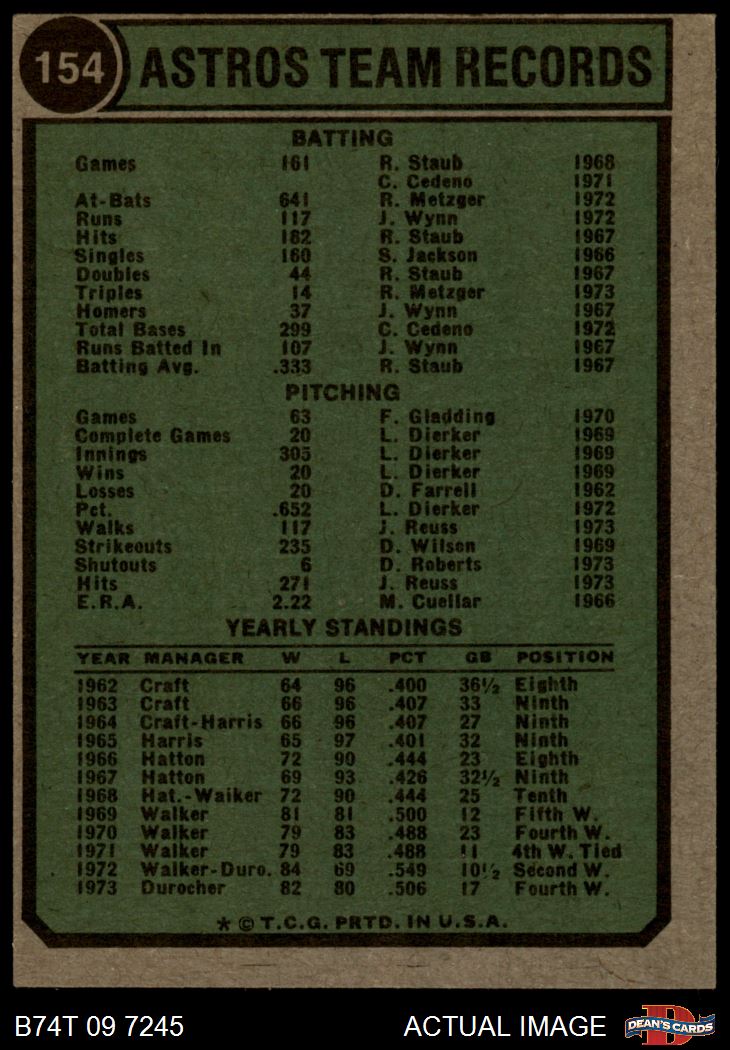 154 ASTROS TEAM RECORDS
BATTING
Games 161 R. Staub 1968
C. Cedeno 1971
At-Bats 641 R. Metzger 1972
Runs 117 J. Wynn 1972
Hits 182 R. Staub 1967
Singles 160 S. Jackson 1966
Doubles 44 R. Staub 1967
Triples 14 R. Metzger 1973
Homers 37 J. Wynn 1967
Total Bases 299 C. Cedeno 1972
Runs Batted In 107 J. Wynn 1967
Batting Avg. .333 R. Staub 1967
PITCHING
Games 63 F. Gladding 1970
Complete Games 20 L. Dierker 1969
Innings 305 L. Dierker 1969
Wins 20 L. Dierker 1969
Losses 20 D. Farrell 1962
Pct. .652 L. Dierker 1972
Walks 117 J. Reuss 1973
Strikeouts 235 D. Wilson 1969
Shutouts 6 D. Roberts 1973
Hits 271 J. Reuss 1973
E.R.A. 2.22 M. Cuellar 1966
YEARLY STANDINGS
YEAR MANAGER W L PCT GB POSITION
1962 Craft 64 96 .400 36½ Eighth
1963 Craft 66 96 .407 33 Ninth
1964 Craft-Harris 66 96 .407 27 Ninth
1965 Harris 65 97 .401 32 Ninth
1966 Hatton 72 90 .444 23 Eighth
1967 Hatton 69 93 .426 32½ Ninth
1968 Hat.-Walker 72 90 .444 25 Tenth
1969 Walker 81 81 .500 12 Fifth W.
1970 Walker 79 83 .488 23 Fourth W.
1971 Walker 79 83 .488 11 4th W. Tied
1972 Walker-Duro. 84 69 .549 10½ Second W.
1973 Durocher 82 80 .506 17 Fourth W.
* © T.C.G. PRTD. IN U.S.A.
B74T 09 7245 ACTUAL IMAGE D DEAN'S CARDS